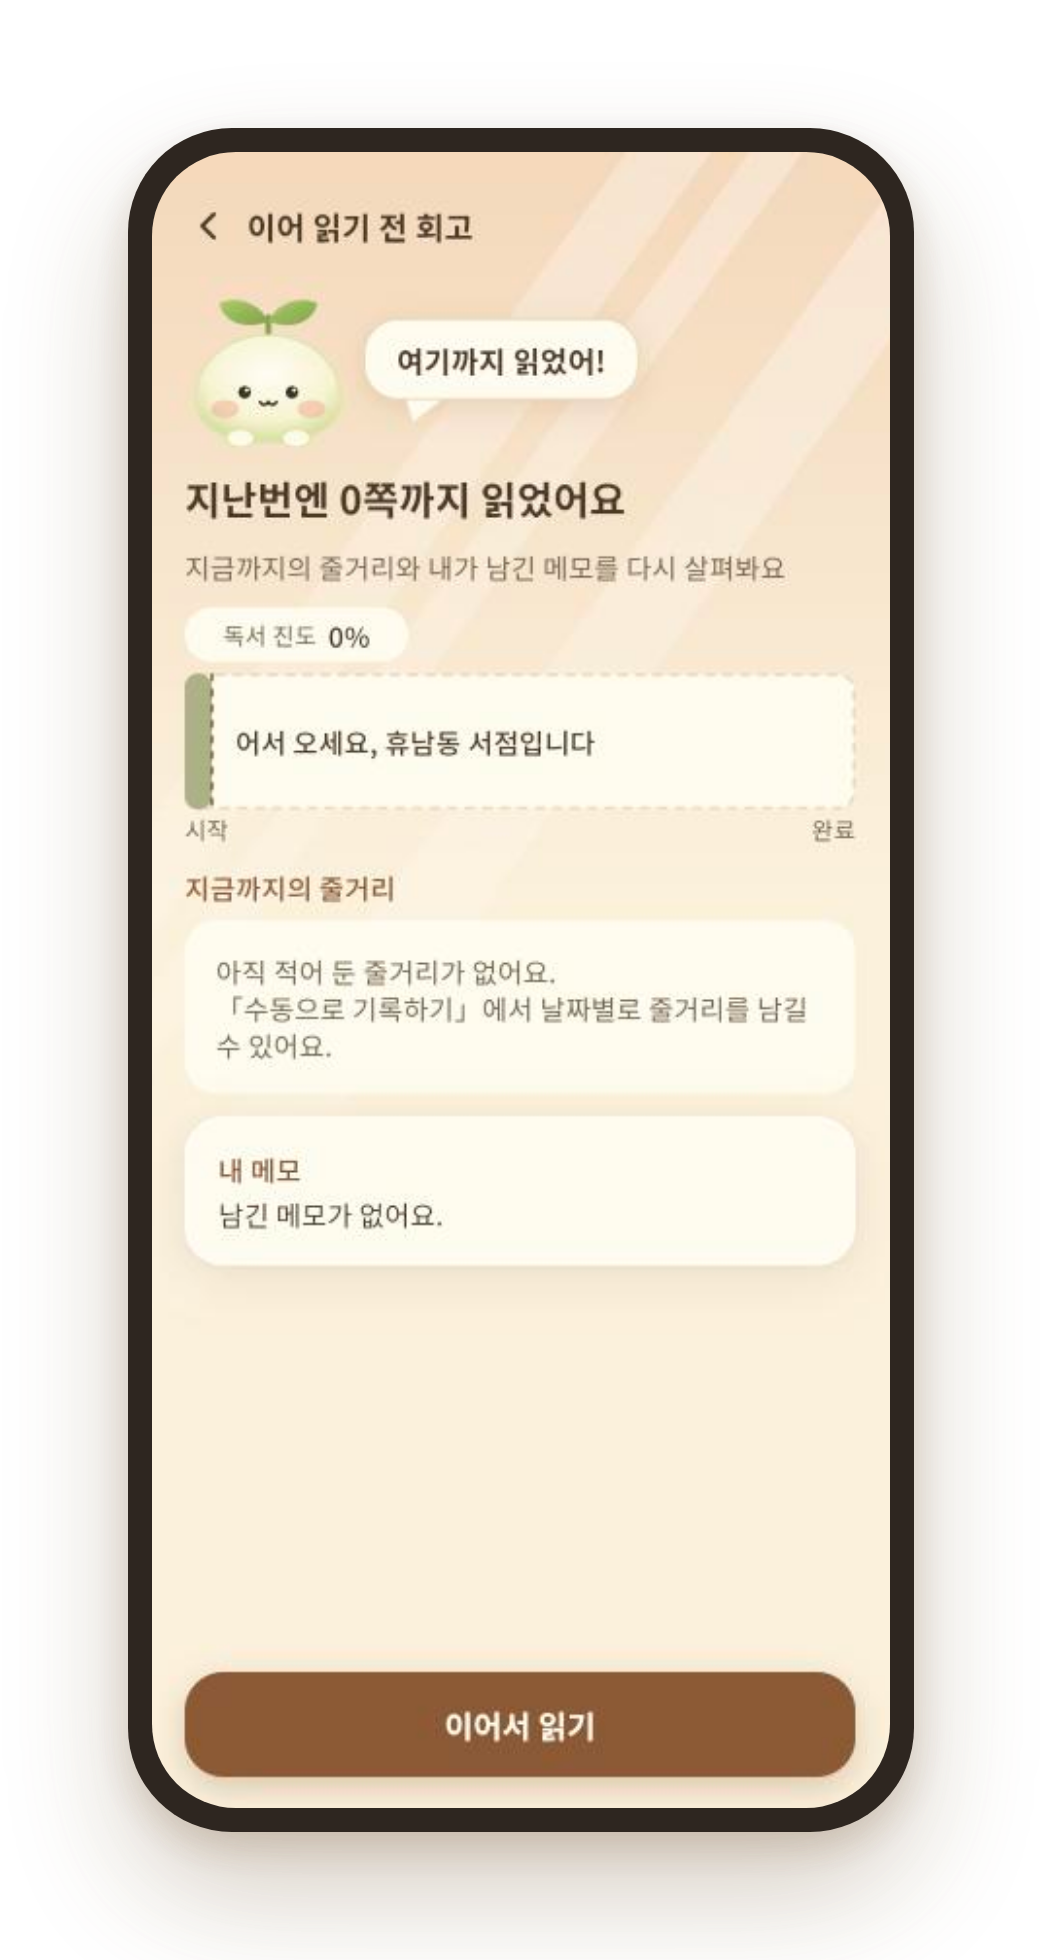 이어 읽기 전 회고
여기까지 읽었어!
지난번엔 0쪽까지 읽었어요
지금까지의 줄거리와 내가 남긴 메모를 다시 살펴봐요
독서 진도 0%
어서 오세요, 휴남동 서점입니다
시작 완료
지금까지의 줄거리
아직 적어 둔 줄거리가 없어요.
「수동으로 기록하기」에서 날짜별로 줄거리를 남길
수 있어요.
내 메모
남긴 메모가 없어요.
이어서 읽기